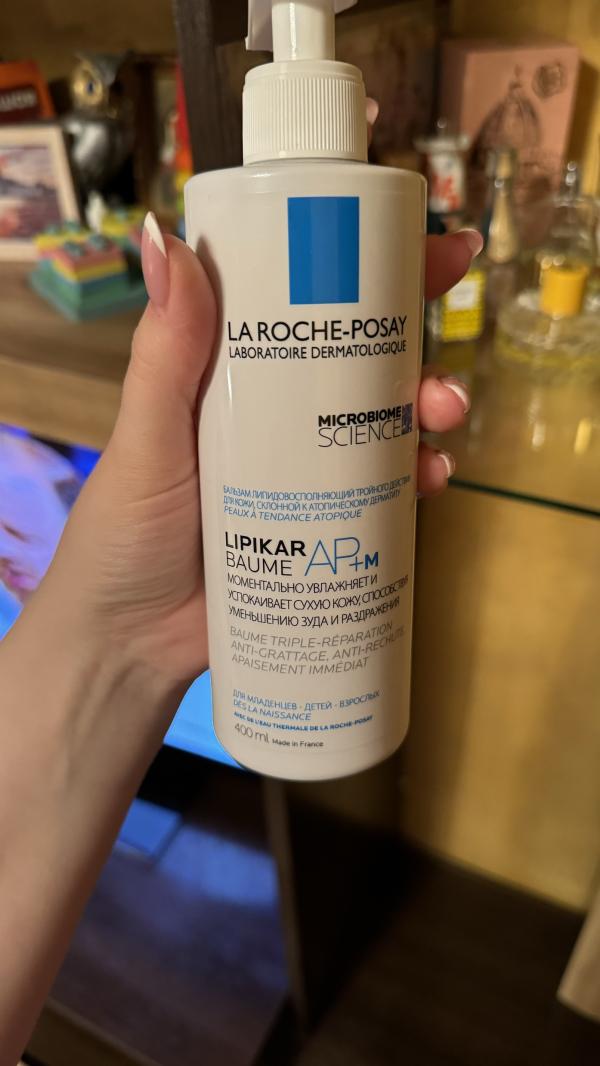 LA ROCHE-POSAY
LABORATOIRE DERMATOLOGIQUE
MICROBIOME
SCIENCE
БАЛЬЗАМ ЛИПИДОВОСПОЛНЯЮЩИЙ ТРОЙНОГО ДЕЙСТВИЯ
ДЛЯ КОЖИ, СКЛОННОЙ К АТОПИЧЕСКОМУ ДЕРМАТИТУ
PEAUX À TENDANCE ATOPIQUE
LIPIKAR
BAUME AP+M
МОМЕНТАЛЬНО УВЛАЖНЯЕТ И
УСПОКАИВАЕТ СУХУЮ КОЖУ, СПОСОБСТВУЯ
УМЕНЬШЕНИЮ ЗУДА И РАЗДРАЖЕНИЯ
BAUME TRIPLE-RÉPARATION
ANTI-GRATTAGE, ANTI-RECHUTE
APAISEMENT IMMÉDIAT
ДЛЯ МЛАДЕНЦЕВ - ДЕТЕЙ - ВЗРОСЛЫХ
DÈS LA NAISSANCE
AVEC DE L'EAU THERMALE DE LA ROCHE-POSAY
400 ml Made in France